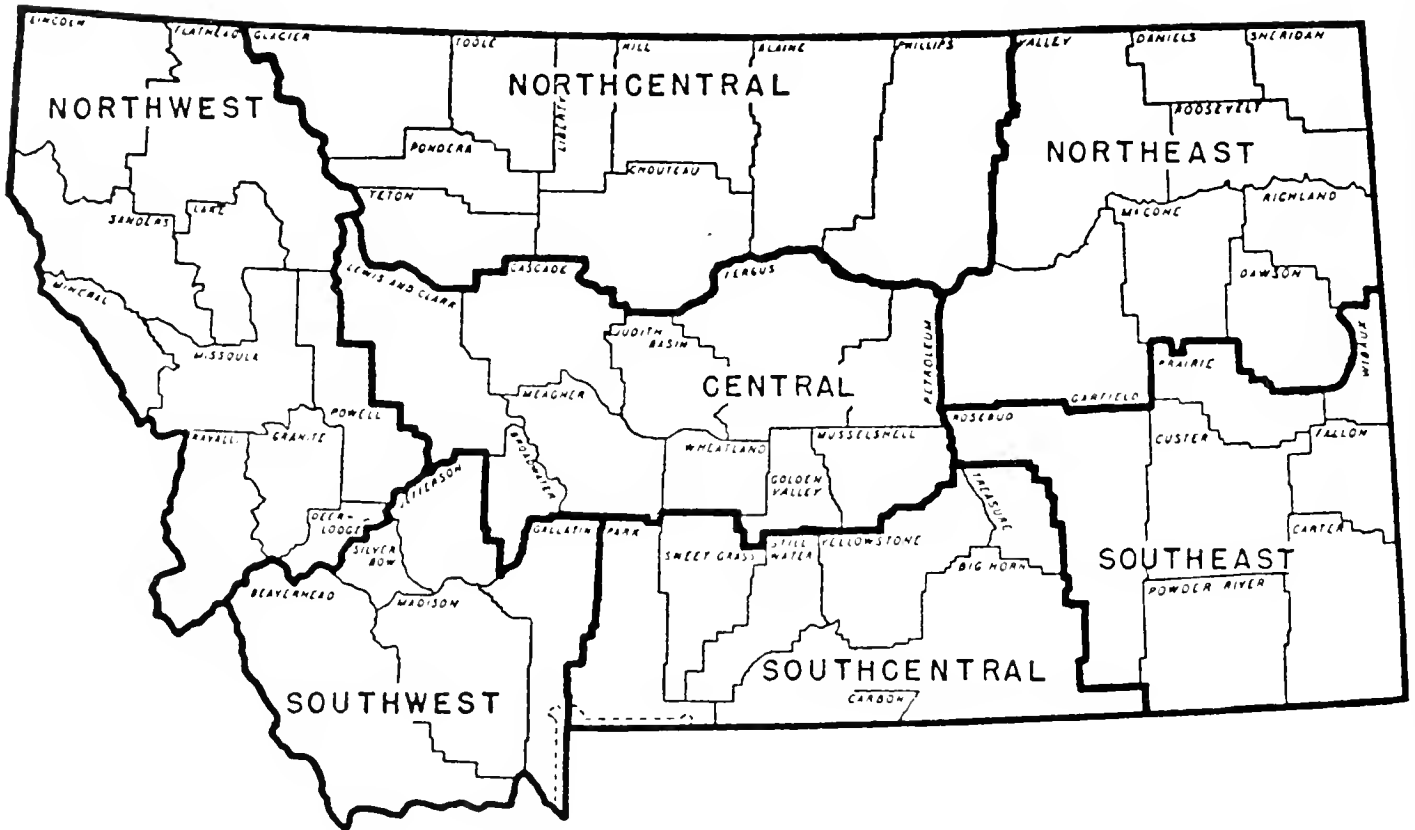 LINCOLN
FLATHEAD
GLACIER
TOOLE
LIBERTY
HILL
BLAINE
PHILLIPS
VALLEY
DANIELS
SHERIDAN
NORTHWEST
NORTHCENTRAL
ROOSEVELT
PONDERA
NORTHEAST
CHOUTEAU
TETON
SANDERS
LAKE
MCCONE
RICHLAND
MINERAL
LEWIS AND CLARK
CASCADE
FERGUS
DAWSON
MISSOULA
JUDITH
BASIN
PETROLEUM
PRAIRIE
WIBAUX
MEAGHER
CENTRAL
POWELL
GARFIELD
ROSEBUD
RAVALLI
GRANITE
BROADWATER
WHEATLAND
MUSSELSHELL
CUSTER
FALLON
JEFFERSON
GOLDEN
VALLEY
TREASURE
DEER-
LODGE
SILVER
BOW
GALLATIN
PARK
SWEET GRASS
STILL
WATER
YELLOWSTONE
BIG HORN
CARTER
SOUTHEAST
BEAVERHEAD
MADISON
POWDER RIVER
SOUTHWEST
SOUTHCENTRAL
CARBON